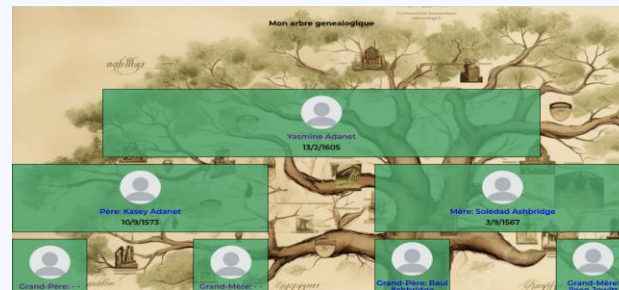 Mon arbre genealogique
Yasmine Adanet
13/2/1605
Père: Kasey Adanet
10/9/1573
Mère: Soledad Ashbridge
3/9/1567
Grand-Père: - -
Grand-Mère: - -
Grand-Père: Raul
Ashbridge
Grand-Mère: